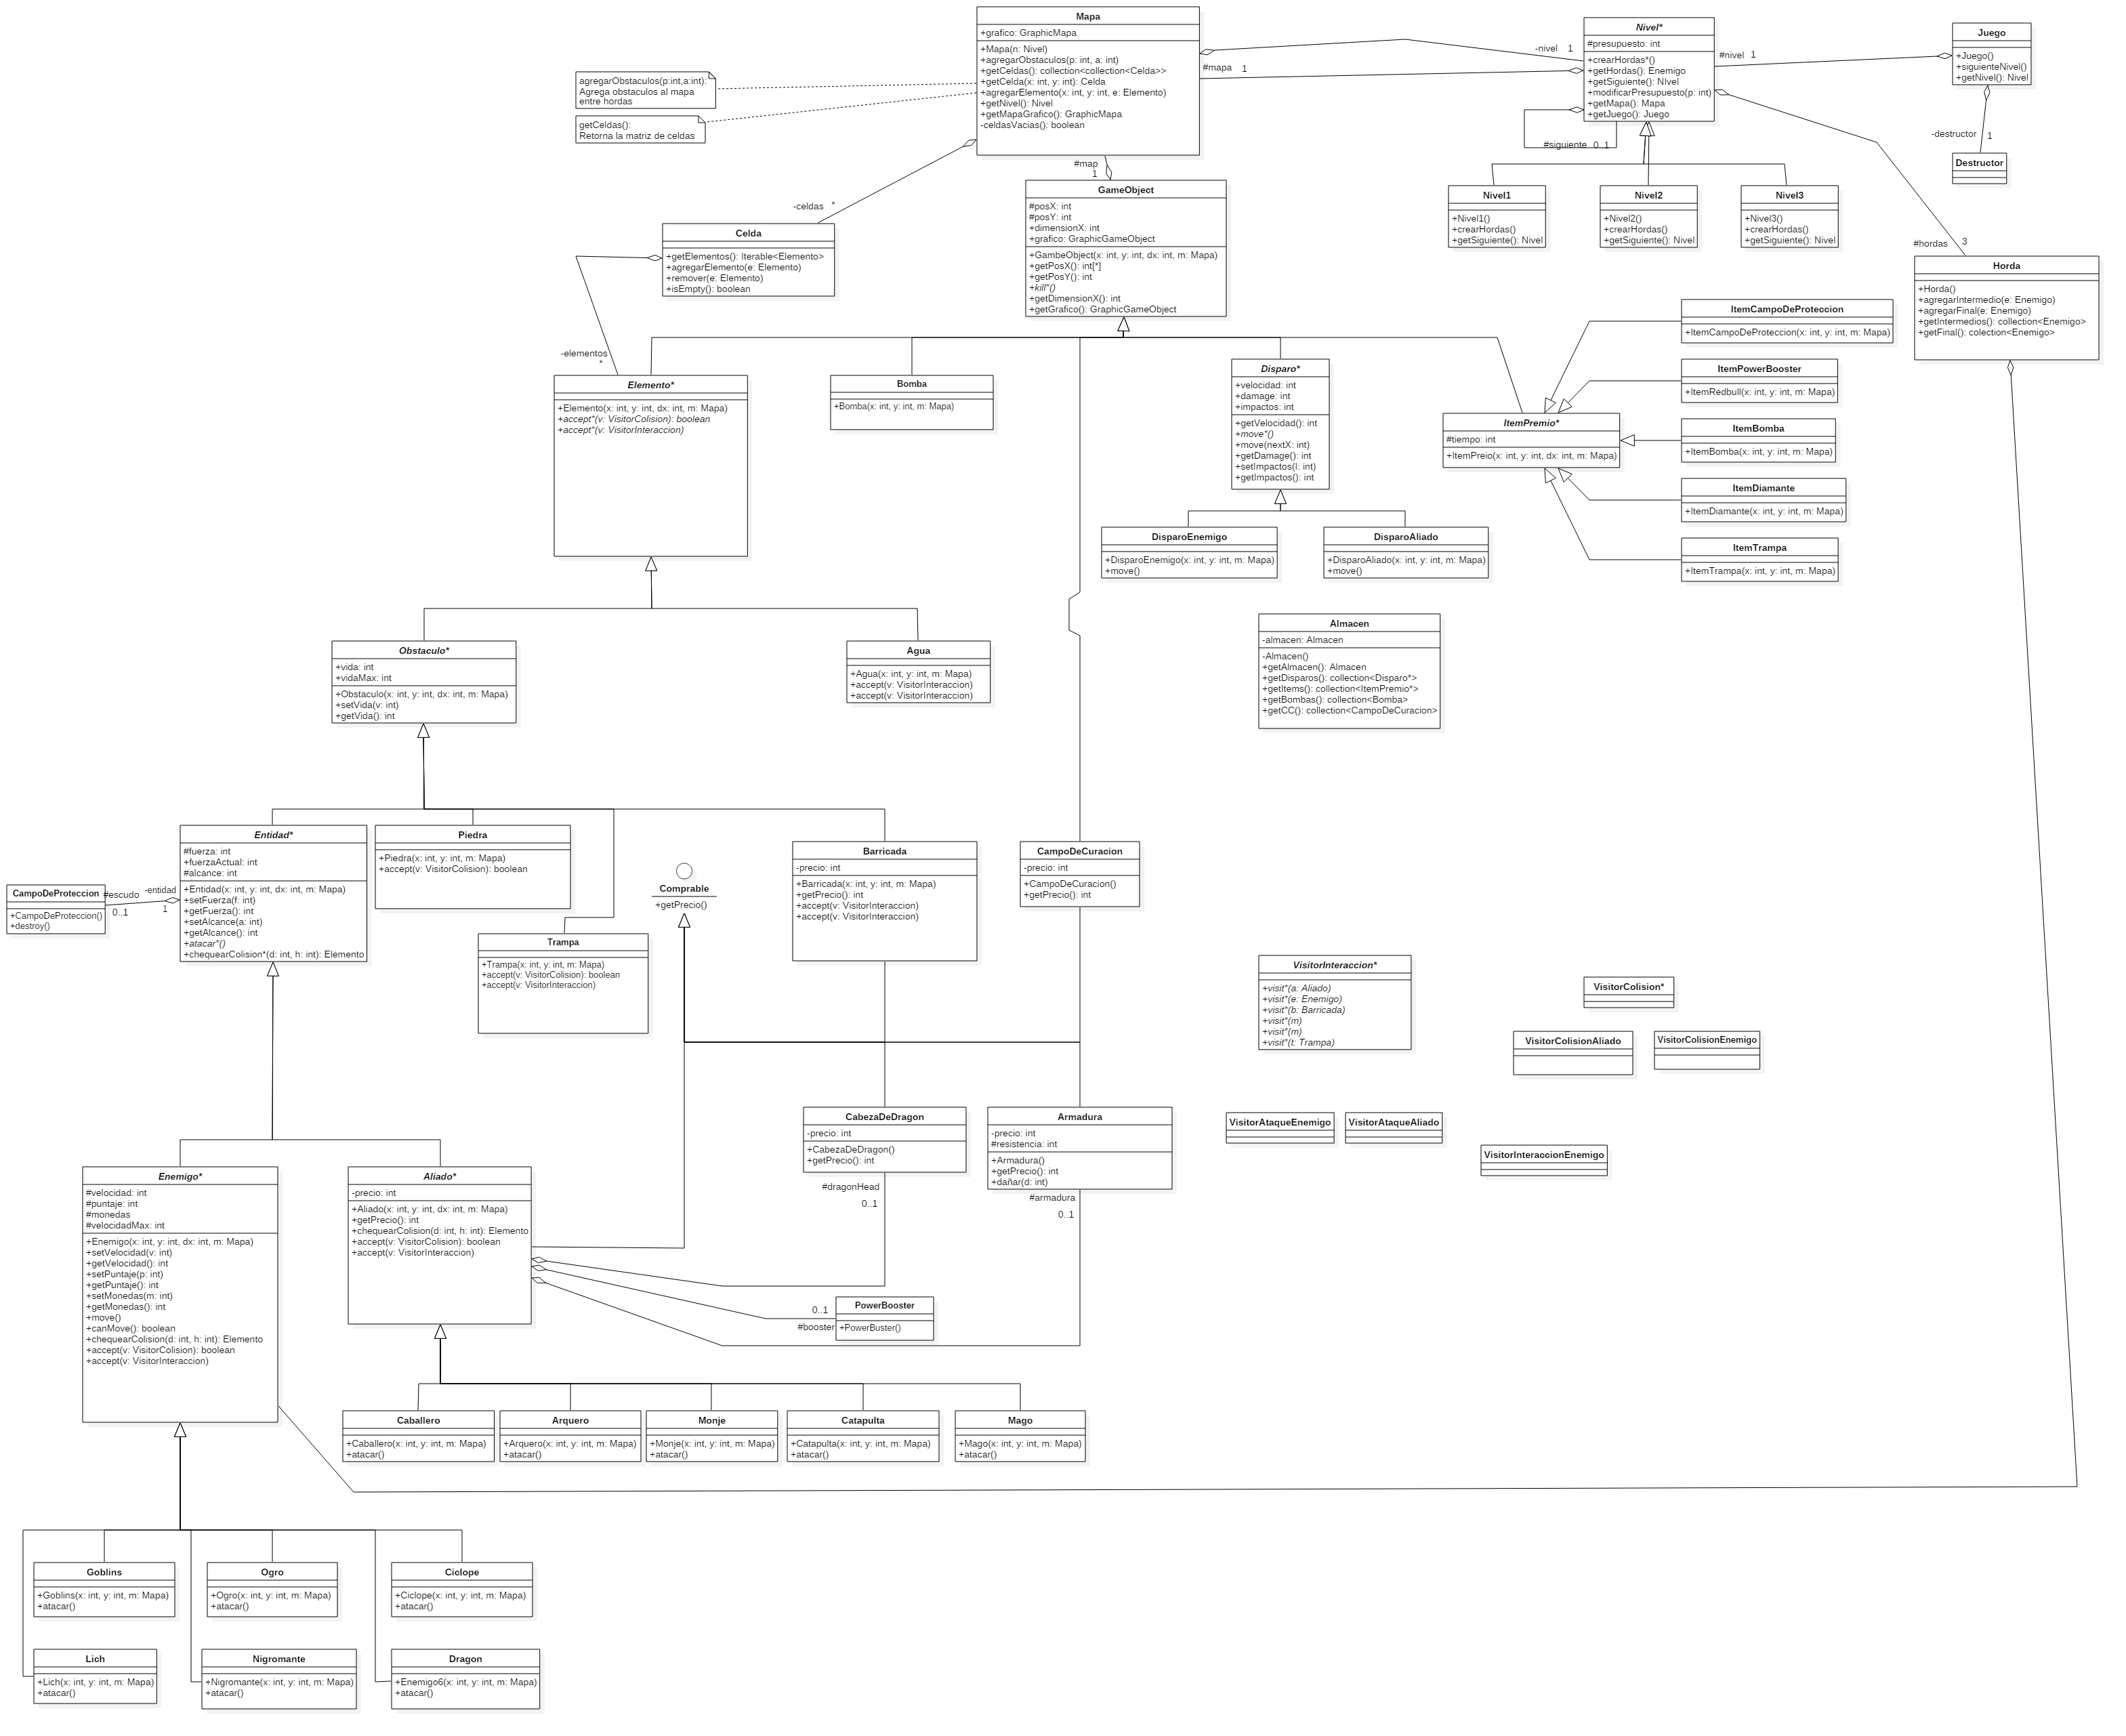 Mapa
+grafico: GraphicMapa
+Mapa(n: Nivel)
+agregarObstaculos(p: int, a: int)
+getCeldas(): collection<collection<Celda>>
+getCelda(x: int, y: int): Celda
+agregarElemento(x: int, y: int, e: Elemento)
+getNivel(): Nivel
+getMapaGrafico(): GraphicMapa
-celdasVacias(): boolean
agregarObstaculos(p:int,a:int):
Agrega obstaculos al mapa
entre hordas
getCeldas():
Retorna la matriz de celdas
-nivel 1
#mapa 1
Nivel*
#presupuesto: int
+crearHordas*()
+getHordas(): Enemigo
+getSiguiente(): NIvel
+modificarPresupuesto(p: int)
+getMapa(): Mapa
+getJuego(): Juego
#nivel 1
Juego
+Juego()
+siguienteNivel()
+getNivel(): Nivel
-destructor 1
Destructor
#siguiente 0..1
Nivel1
+Nivel1()
+crearHordas()
+getSiguiente(): Nivel
Nivel2
+Nivel2()
+crearHordas()
+getSiguiente(): Nivel
Nivel3
+Nivel3()
+crearHordas()
+getSiguiente(): Nivel
#hordas 3
Horda
+Horda()
+agregarIntermedio(e: Enemigo)
+agregarFinal(e: Enemigo)
+getIntermedios(): collection<Enemigo>
+getFinal(): colection<Enemigo>
#map
1
GameObject
#posX: int
#posY: int
+dimensionX: int
+grafico: GraphicGameObject
+GambeObject(x: int, y: int, dx: int, m: Mapa)
+getPosX(): int[*]
+getPosY(): int
+kill*()
+getDimensionX(): int
+getGrafico(): GraphicGameObject
-celdas *
Celda
+getElementos(): Iterable<Elemento>
+agregarElemento(e: Elemento)
+remover(e: Elemento)
+isEmpty(): boolean
-elementos
*
Elemento*
+Elemento(x: int, y: int, dx: int, m: Mapa)
+accept*(v: VisitorColision): boolean
+accept*(v: VisitorInteraccion)
Bomba
+Bomba(x: int, y: int, m: Mapa)
Disparo*
+velocidad: int
+damage: int
+impactos: int
+getVelocidad(): int
+move*()
+move(nextX: int)
+getDamage(): int
+setImpactos(I: int)
+getImpactos(): int
ItemPremio*
#tiempo: int
+ItemPreio(x: int, y: int, dx: int, m: Mapa)
ItemCampoDeProteccion
+ItemCampoDeProteccion(x: int, y: int, m: Mapa)
ItemPowerBooster
+ItemRedbull(x: int, y: int, m: Mapa)
ItemBomba
+ItemBomba(x: int, y: int, m: Mapa)
ItemDiamante
+ItemDiamante(x: int, y: int, m: Mapa)
ItemTrampa
+ItemTrampa(x: int, y: int, m: Mapa)
DisparoEnemigo
+DisparoEnemigo(x: int, y: int, m: Mapa)
+move()
DisparoAliado
+DisparoAliado(x: int, y: int, m: Mapa)
+move()
Almacen
-almacen: Almacen
-Almacen()
+getAlmacen(): Almacen
+getDisparos(): collection<Disparo*>
+getItems(): collection<ItemPremio*>
+getBombas(): collection<Bomba>
+getCC(): collection<CampoDeCuracion>
Obstaculo*
+vida: int
+vidaMax: int
+Obstaculo(x: int, y: int, dx: int, m: Mapa)
+setVida(v: int)
+getVida(): int
Agua
+Agua(x: int, y: int, m: Mapa)
+accept(v: VisitorInteraccion)
+accept(v: VisitorInteraccion)
CampoDeProteccion
+CampoDeProteccion()
+destroy()
#escudo
0..1
-entidad
1
Entidad*
#fuerza: int
+fuerzaActual: int
#alcance: int
+Entidad(x: int, y: int, dx: int, m: Mapa)
+setFuerza(f: int)
+getFuerza(): int
+setAlcance(a: int)
+getAlcance(): int
+atacar*()
+chequearColision*(d: int, h: int): Elemento
Piedra
+Piedra(x: int, y: int, m: Mapa)
+accept(v: VisitorColision): boolean
Trampa
+Trampa(x: int, y: int, m: Mapa)
+accept(v: VisitorColision): boolean
+accept(v: VisitorInteraccion)
Comprable
+getPrecio()
Barricada
-precio: int
+Barricada(x: int, y: int, m: Mapa)
+getPrecio(): int
+accept(v: VisitorInteraccion)
+accept(v: VisitorInteraccion)
CampoDeCuracion
-precio: int
+CampoDeCuracion()
+getPrecio(): int
VisitorInteraccion*
+visit*(a: Aliado)
+visit*(e: Enemigo)
+visit*(b: Barricada)
+visit*(m)
+visit*(m)
+visit*(t: Trampa)
VisitorColision*
VisitorColisionAliado
VisitorColisionEnemigo
VisitorAtaqueEnemigo
VisitorAtaqueAliado
VisitorInteraccionEnemigo
CabezaDeDragon
-precio: int
+CabezaDeDragon()
+getPrecio(): int
#dragonHead
0..1
Armadura
-precio: int
#resistencia: int
+Armadura()
+getPrecio(): int
+dañar(d: int)
#armadura
0..1
Enemigo*
#velocidad: int
#puntaje: int
#monedas
#velocidadMax: int
+Enemigo(x: int, y: int, dx: int, m: Mapa)
+setVelocidad(v: int)
+getVelocidad(): int
+setPuntaje(p: int)
+getPuntaje(): int
+setMonedas(m: int)
+getMonedas(): int
+move()
+canMove(): boolean
+chequearColision(d: int, h: int): Elemento
+accept(v: VisitorColision): boolean
+accept(v: VisitorInteraccion)
Aliado*
-precio: int
+Aliado(x: int, y: int, dx: int, m: Mapa)
+getPrecio(): int
+chequearColision(d: int, h: int): Elemento
+accept(v: VisitorColision): boolean
+accept(v: VisitorInteraccion)
0..1
#booster
PowerBooster
+PowerBuster()
Caballero
+Caballero(x: int, y: int, m: Mapa)
+atacar()
Arquero
+Arquero(x: int, y: int, m: Mapa)
+atacar()
Monje
+Monje(x: int, y: int, m: Mapa)
+atacar()
Catapulta
+Catapulta(x: int, y: int, m: Mapa)
+atacar()
Mago
+Mago(x: int, y: int, m: Mapa)
+atacar()
Goblins
+Goblins(x: int, y: int, m: Mapa)
+atacar()
Ogro
+Ogro(x: int, y: int, m: Mapa)
+atacar()
Ciclope
+Ciclope(x: int, y: int, m: Mapa)
+atacar()
Lich
+Lich(x: int, y: int, m: Mapa)
+atacar()
Nigromante
+Nigromante(x: int, y: int, m: Mapa)
+atacar()
Dragon
+Enemigo6(x: int, y: int, m: Mapa)
+atacar()